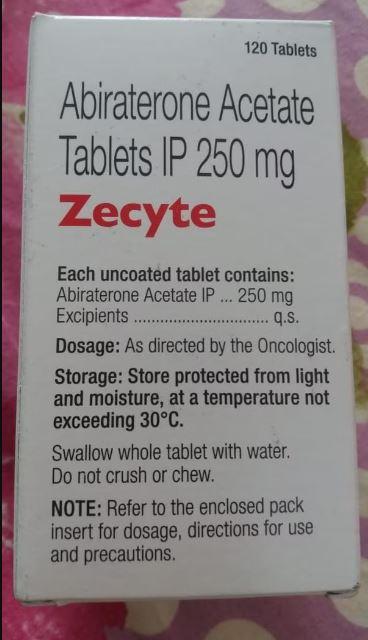 120 Tablets
Abiraterone Acetate
Tablets IP 250 mg
Zecyte
Each uncoated tablet contains:
Abiraterone Acetate IP ... 250 mg
Excipients ............................... q.s.
Dosage: As directed by the Oncologist.
Storage: Store protected from light
and moisture, at a temperature not
exceeding 30°C.
Swallow whole tablet with water.
Do not crush or chew.
NOTE: Refer to the enclosed pack
insert for dosage, directions for use
and precautions.